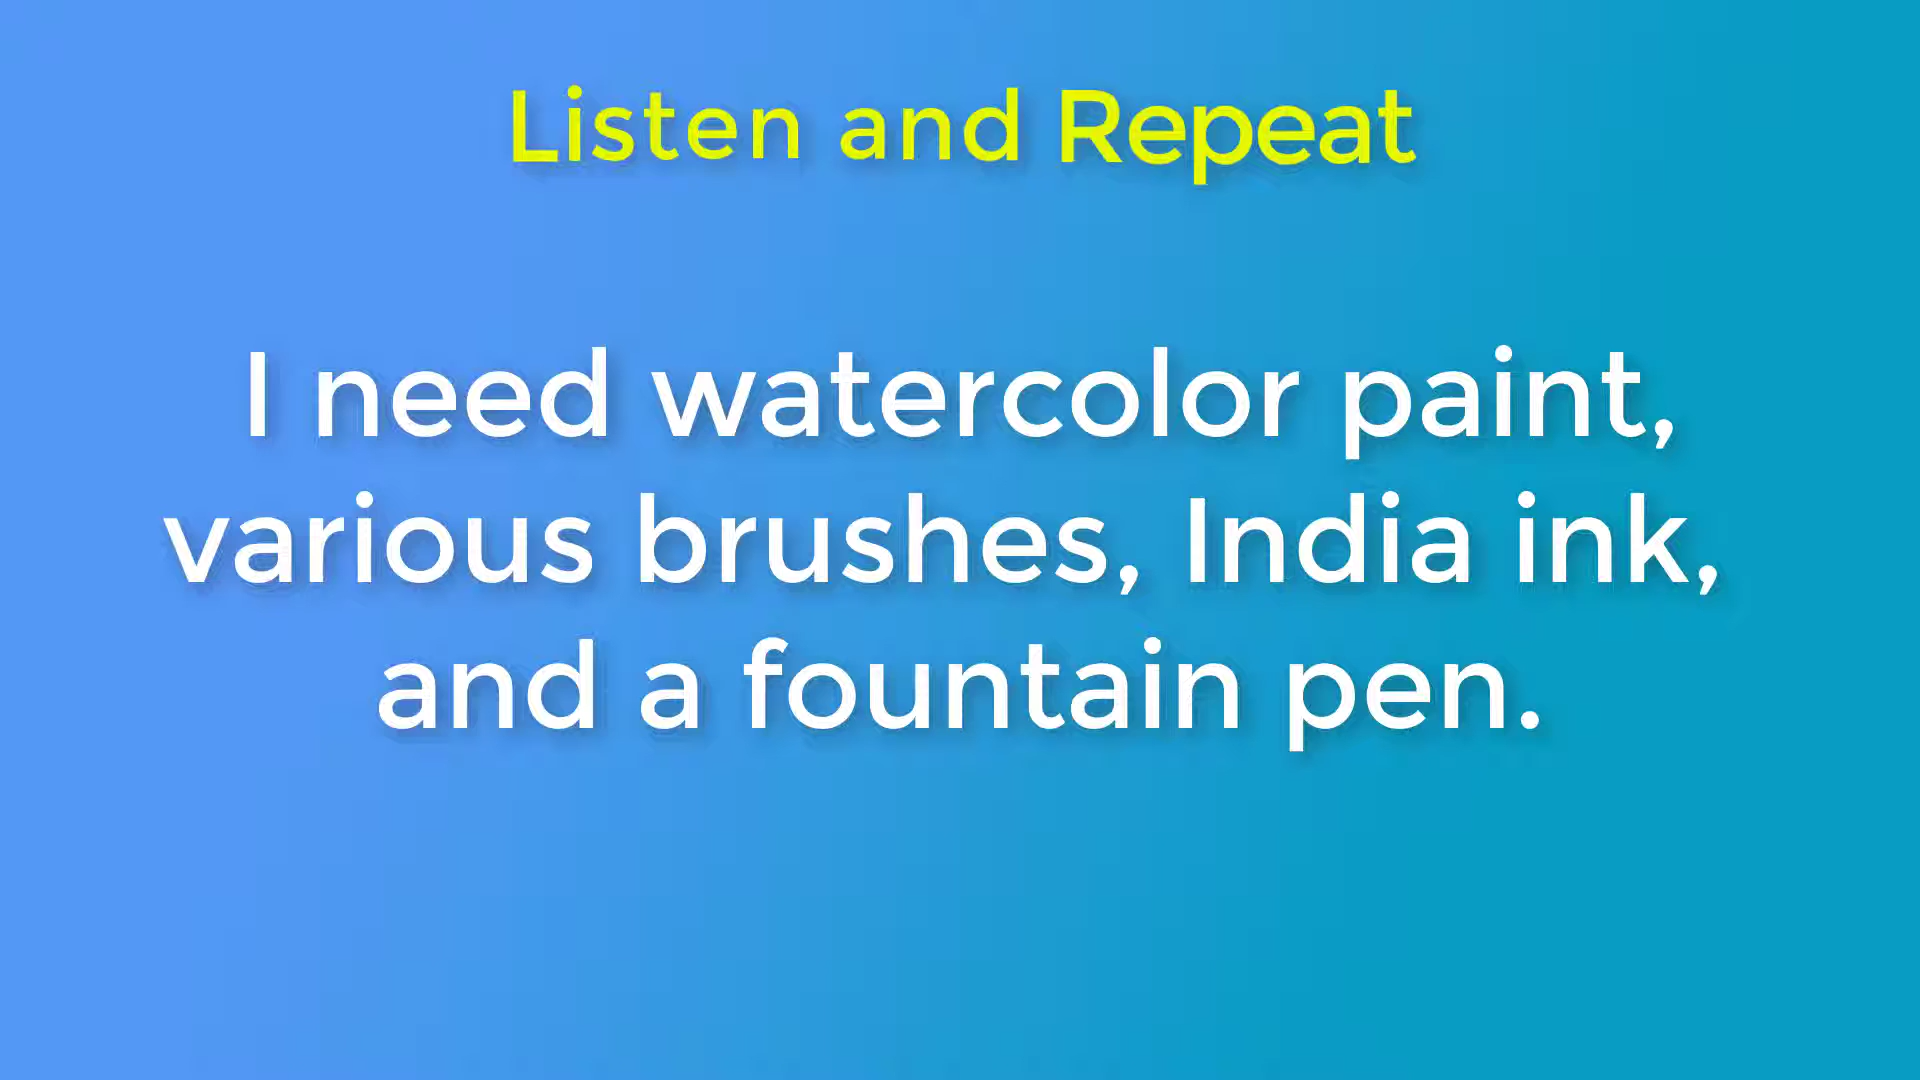 Listen and Repeat
I need watercolor paint,
various brushes, India ink,
and a fountain pen.